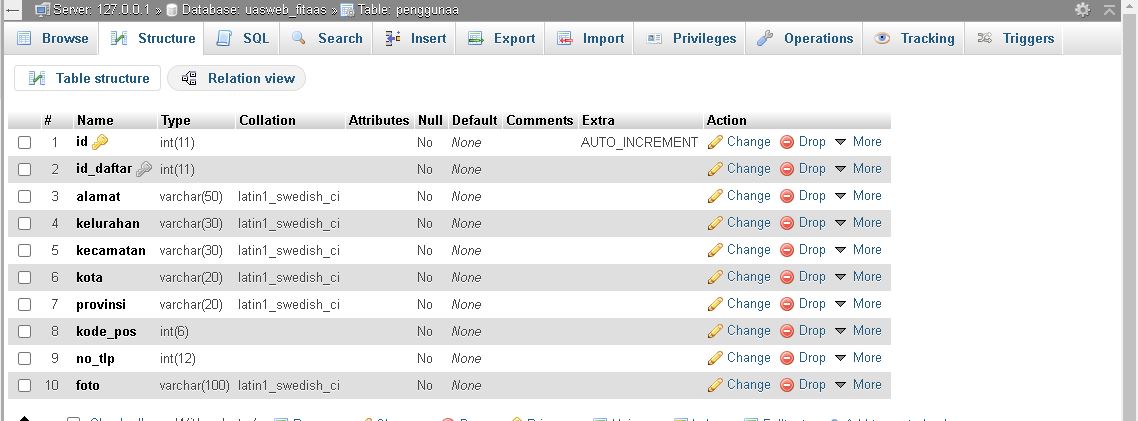 Server: 127.0.0.1 » Database: uasweb_fitaas » Table: penggunaa
Browse Structure SQL Search Insert Export Import Privileges Operations Tracking Triggers
Table structure Relation view
# Name Type Collation Attributes Null Default Comments Extra Action
1 id int(11) No None AUTO_INCREMENT Change Drop More
2 id_daftar int(11) No None Change Drop More
3 alamat varchar(50) latin1_swedish_ci No None Change Drop More
4 kelurahan varchar(30) latin1_swedish_ci No None Change Drop More
5 kecamatan varchar(30) latin1_swedish_ci No None Change Drop More
6 kota varchar(20) latin1_swedish_ci No None Change Drop More
7 provinsi varchar(20) latin1_swedish_ci No None Change Drop More
8 kode_pos int(6) No None Change Drop More
9 no_tlp int(12) No None Change Drop More
10 foto varchar(100) latin1_swedish_ci No None Change Drop More